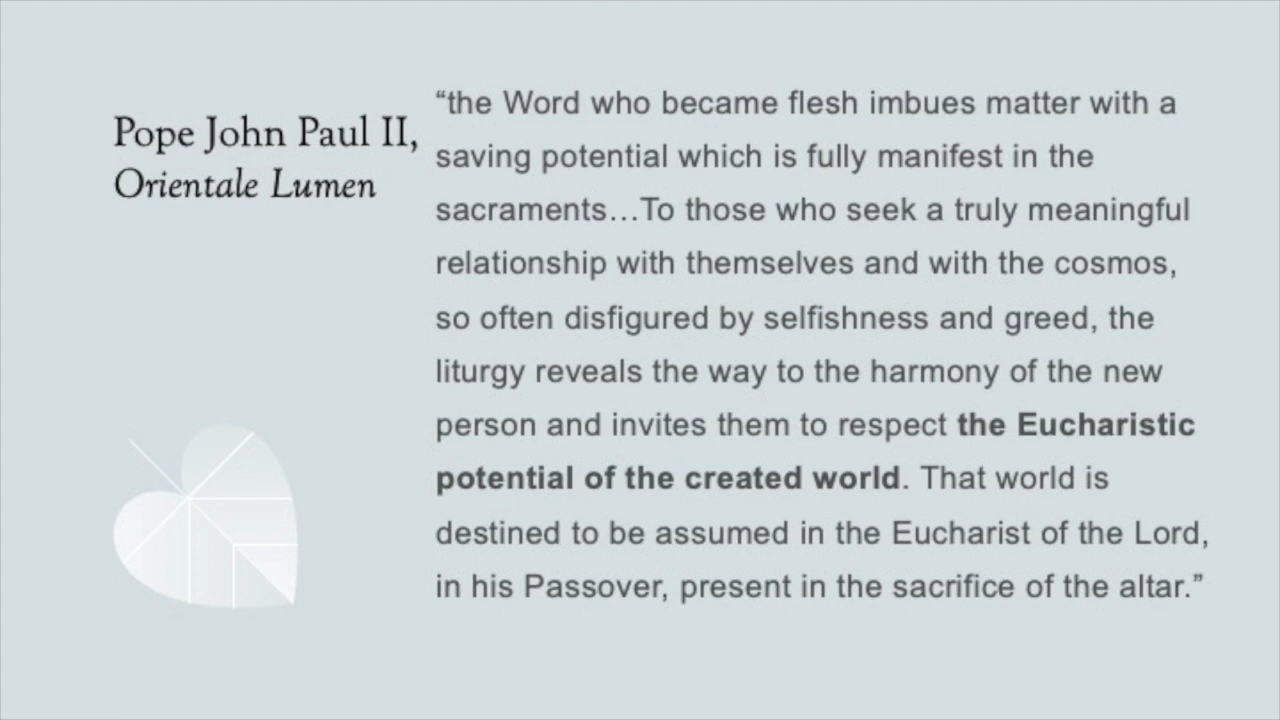 Pope John Paul II,
Orientale Lumen
“the Word who became flesh imbues matter with a
saving potential which is fully manifest in the
sacraments…To those who seek a truly meaningful
relationship with themselves and with the cosmos,
so often disfigured by selfishness and greed, the
liturgy reveals the way to the harmony of the new
person and invites them to respect the Eucharistic
potential of the created world. That world is
destined to be assumed in the Eucharist of the Lord,
in his Passover, present in the sacrifice of the altar.”